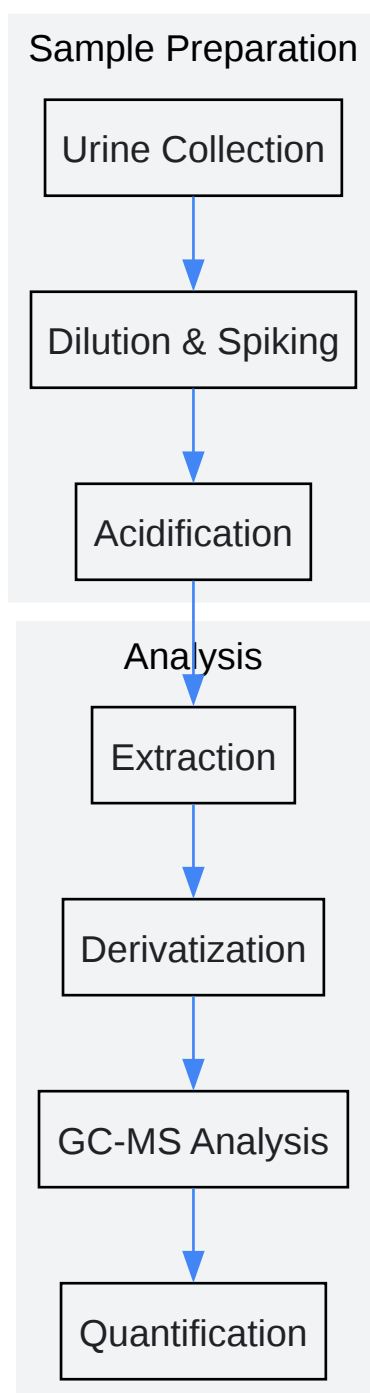 Sample Preparation
Urine Collection
Dilution & Spiking
Acidification
Analysis
Extraction
Derivatization
GC-MS Analysis
Quantification